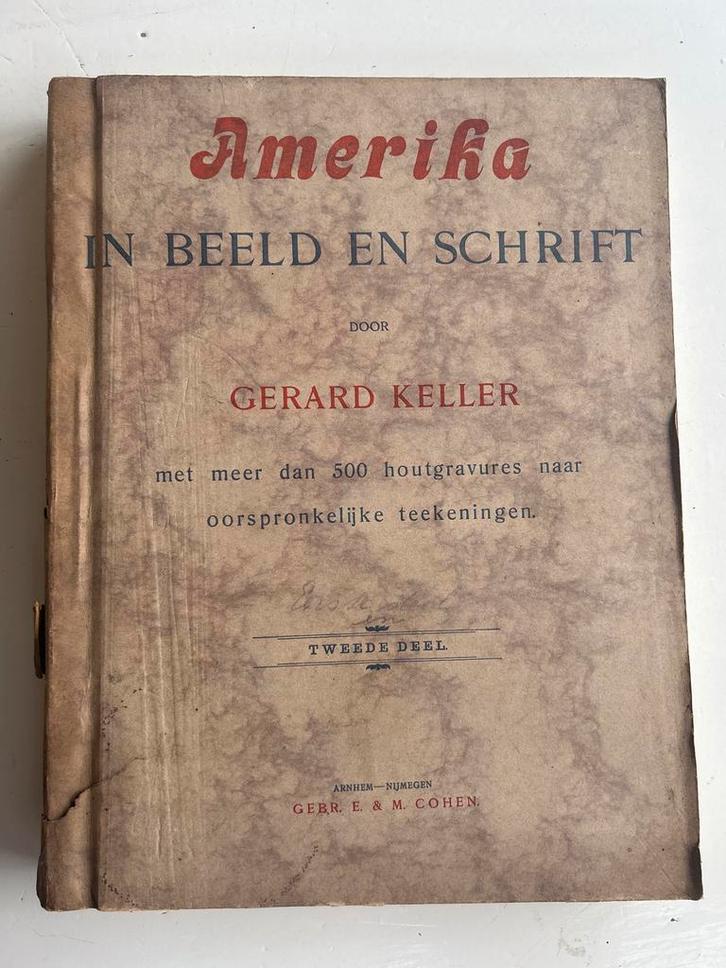 Amerika
IN BEELD EN SCHRIFT
DOOR
GERARD KELLER
met meer dan 500 houtgravures naar
oorspronkelijke teekeningen.
en
TWEEDE DEEL.
ARNHEM—NIJMEGEN
GEBR. E. & M. COHEN.